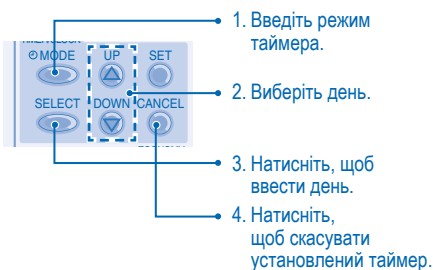 1. Введіть режим
таймера.
MODE UP SET
2. Виберіть день.
SELECT DOWN CANCEL
3. Натисніть, щоб
ввести день.
4. Натисніть,
щоб скасувати
установлений таймер.